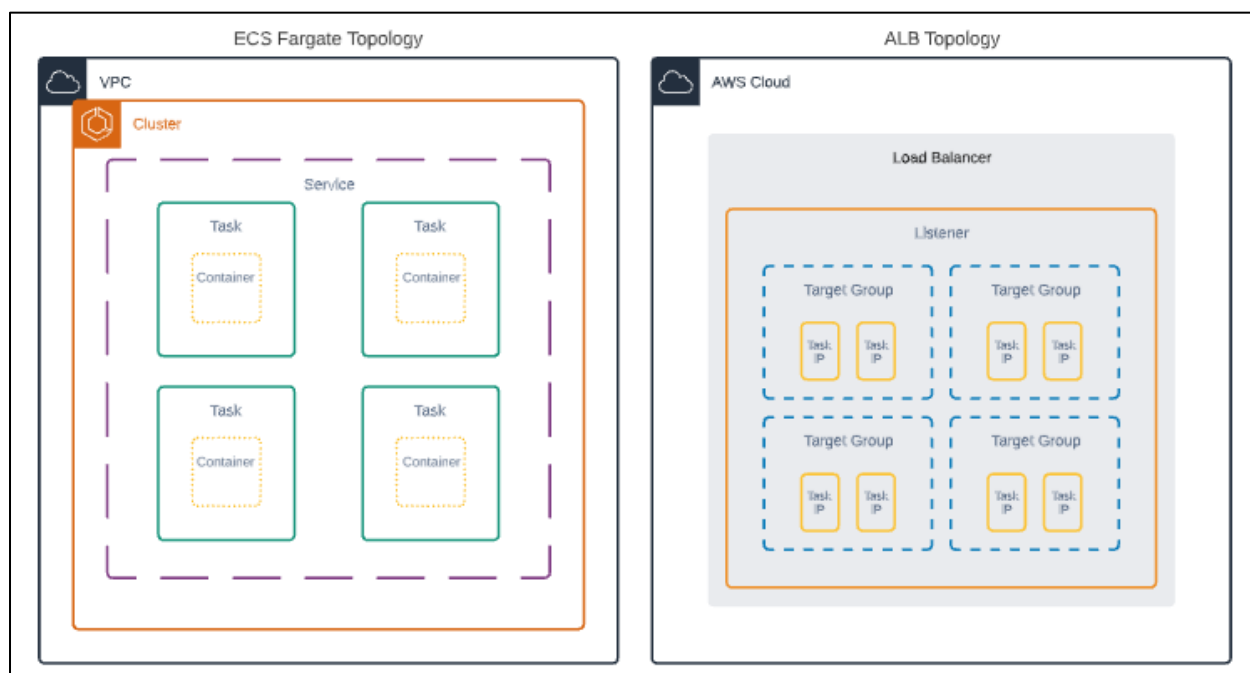 ECS Fargate Topology
VPC
Cluster
Service
Task
Container
Task
Container
Task
Container
Task
Container
ALB Topology
AWS Cloud
Load Balancer
Listener
Target Group
Task
IP
Task
IP
Target Group
Task
IP
Task
IP
Target Group
Task
IP
Task
IP
Target Group
Task
IP
Task
IP